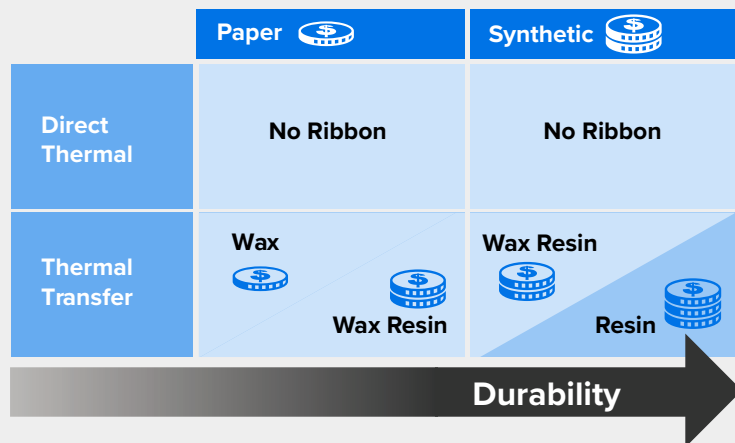 Paper
Synthetic
Direct
Thermal
No Ribbon
No Ribbon
Thermal
Transfer
Wax
Wax Resin
Wax Resin
Resin
Durability